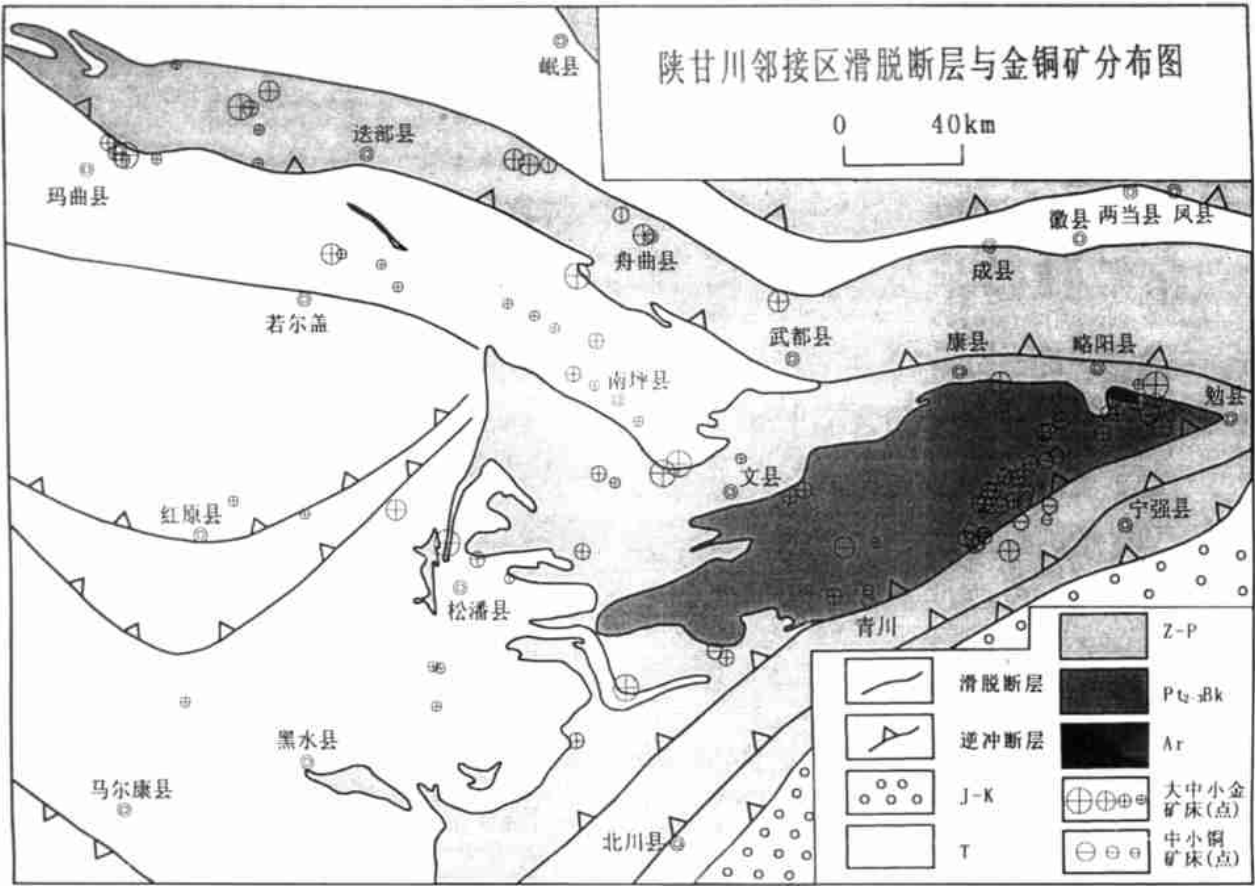 陕甘川邻接区滑脱断层与金铜矿分布图
0 40km
岷县
迭部县
玛曲县
舟曲县
徽县
两当县
凤县
成县
若尔盖
武都县
康县
略阳县
南坪县
勉县
文县
红原县
宁强县
松潘县
青川
黑水县
马尔康县
北川县
滑脱断层
逆冲断层
J-K
T
Z-P
Pt₂₋₃Bk
Ar
大中小金
矿床(点)
中小铜
矿床(点)